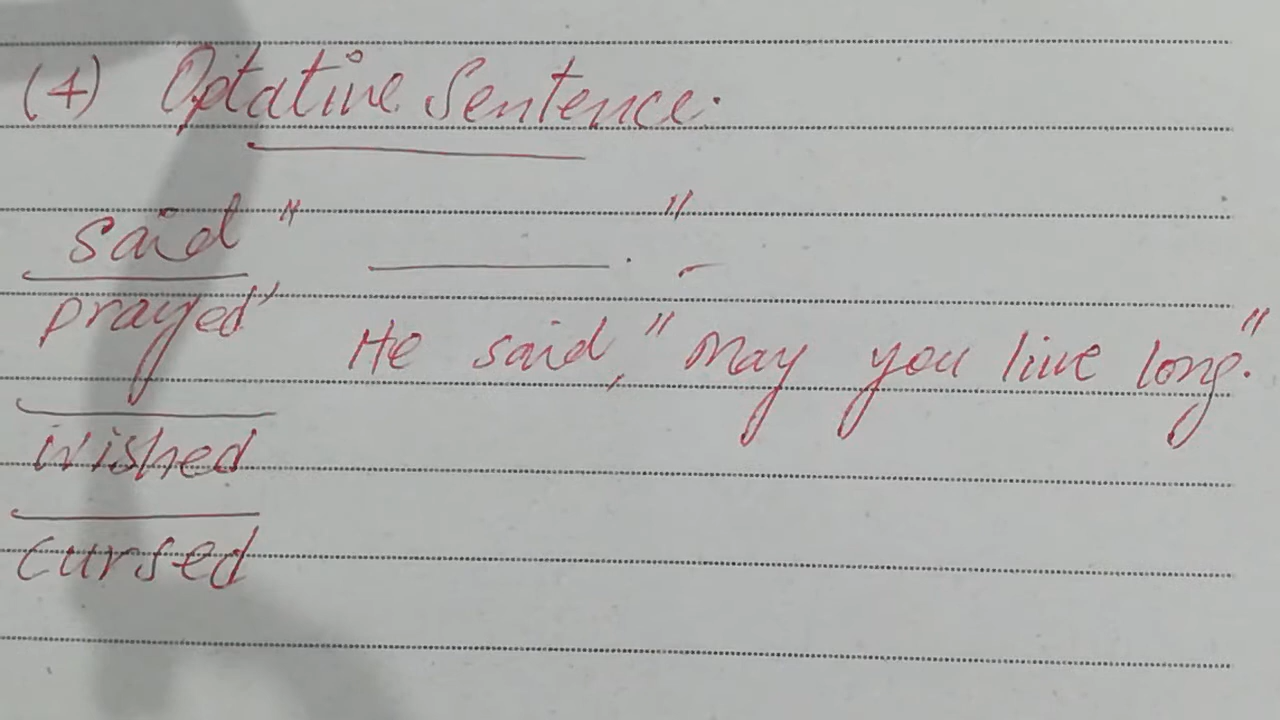 (4) Optative Sentence.
said " ______ . "
prayed
He said, "May you live long."
wished
cursed